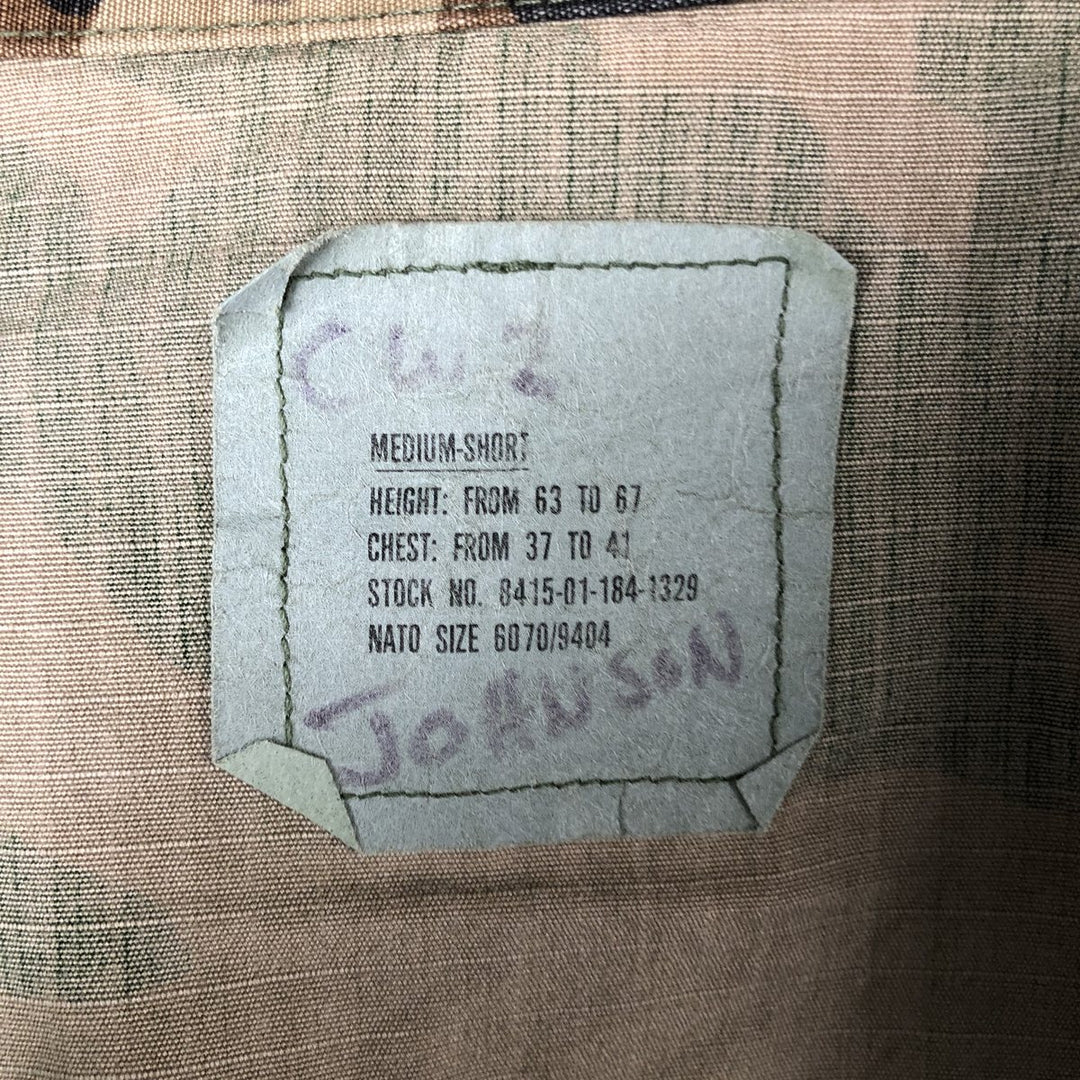 CW2
MEDIUM-SHORT
HEIGHT: FROM 63 TO 67
CHEST: FROM 37 TO 41
STOCK NO. 8415-01-184-1329
NATO SIZE 6070/9404
JOHNSON